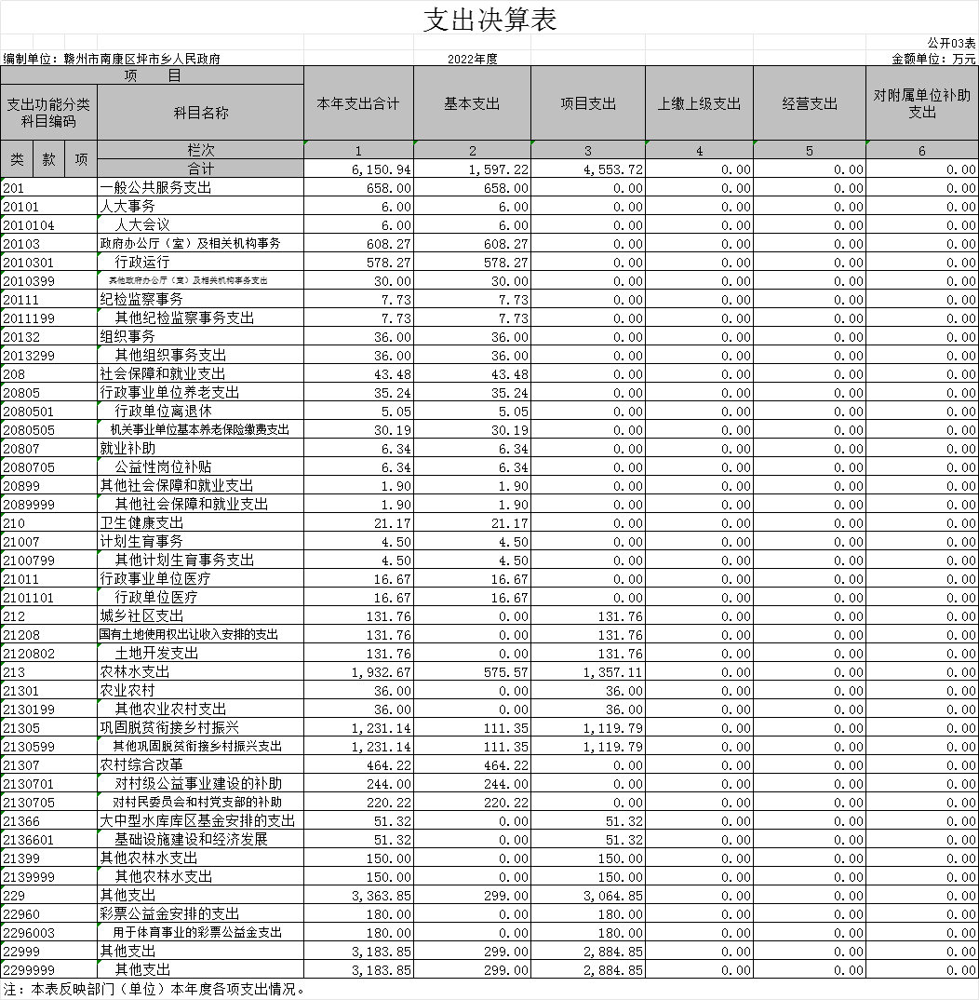 支出决算表
公开03表
编制单位：赣州市南康区坪市乡人民政府 2022年度 金额单位：万元
项 目 本年支出合计 基本支出 项目支出 上缴上级支出 经营支出 对附属单位补助支出
支出功能分类科目编码 科目名称
类 款 项 栏次 1 2 3 4 5 6
合计 6,150.94 1,597.22 4,553.72 0.00 0.00 0.00
201 一般公共服务支出 658.00 658.00 0.00 0.00 0.00 0.00
20101 人大事务 6.00 6.00 0.00 0.00 0.00 0.00
2010104 人大会议 6.00 6.00 0.00 0.00 0.00 0.00
20103 政府办公厅（室）及相关机构事务 608.27 608.27 0.00 0.00 0.00 0.00
2010301 行政运行 578.27 578.27 0.00 0.00 0.00 0.00
2010399 其他政府办公厅（室）及相关机构事务支出 30.00 30.00 0.00 0.00 0.00 0.00
20111 纪检监察事务 7.73 7.73 0.00 0.00 0.00 0.00
2011199 其他纪检监察事务支出 7.73 7.73 0.00 0.00 0.00 0.00
20132 组织事务 36.00 36.00 0.00 0.00 0.00 0.00
2013299 其他组织事务支出 36.00 36.00 0.00 0.00 0.00 0.00
208 社会保障和就业支出 43.48 43.48 0.00 0.00 0.00 0.00
20805 行政事业单位养老支出 35.24 35.24 0.00 0.00 0.00 0.00
2080501 行政单位离退休 5.05 5.05 0.00 0.00 0.00 0.00
2080505 机关事业单位基本养老保险缴费支出 30.19 30.19 0.00 0.00 0.00 0.00
20807 就业补助 6.34 6.34 0.00 0.00 0.00 0.00
2080705 公益性岗位补贴 6.34 6.34 0.00 0.00 0.00 0.00
20899 其他社会保障和就业支出 1.90 1.90 0.00 0.00 0.00 0.00
2089999 其他社会保障和就业支出 1.90 1.90 0.00 0.00 0.00 0.00
210 卫生健康支出 21.17 21.17 0.00 0.00 0.00 0.00
21007 计划生育事务 4.50 4.50 0.00 0.00 0.00 0.00
2100799 其他计划生育事务支出 4.50 4.50 0.00 0.00 0.00 0.00
21011 行政事业单位医疗 16.67 16.67 0.00 0.00 0.00 0.00
2101101 行政单位医疗 16.67 16.67 0.00 0.00 0.00 0.00
212 城乡社区支出 131.76 0.00 131.76 0.00 0.00 0.00
21208 国有土地使用权出让收入安排的支出 131.76 0.00 131.76 0.00 0.00 0.00
2120802 土地开发支出 131.76 0.00 131.76 0.00 0.00 0.00
213 农林水支出 1,932.67 575.57 1,357.11 0.00 0.00 0.00
21301 农业农村 36.00 0.00 36.00 0.00 0.00 0.00
2130199 其他农业农村支出 36.00 0.00 36.00 0.00 0.00 0.00
21305 巩固脱贫衔接乡村振兴 1,231.14 111.35 1,119.79 0.00 0.00 0.00
2130599 其他巩固脱贫衔接乡村振兴支出 1,231.14 111.35 1,119.79 0.00 0.00 0.00
21307 农村综合改革 464.22 464.22 0.00 0.00 0.00 0.00
2130701 对村级公益事业建设的补助 244.00 244.00 0.00 0.00 0.00 0.00
2130705 对村民委员会和村党支部的补助 220.22 220.22 0.00 0.00 0.00 0.00
21366 大中型水库库区基金安排的支出 51.32 0.00 51.32 0.00 0.00 0.00
2136601 基础设施建设和经济发展 51.32 0.00 51.32 0.00 0.00 0.00
21399 其他农林水支出 150.00 0.00 150.00 0.00 0.00 0.00
2139999 其他农林水支出 150.00 0.00 150.00 0.00 0.00 0.00
229 其他支出 3,363.85 299.00 3,064.85 0.00 0.00 0.00
22960 彩票公益金安排的支出 180.00 0.00 180.00 0.00 0.00 0.00
2296003 用于体育事业的彩票公益金支出 180.00 0.00 180.00 0.00 0.00 0.00
22999 其他支出 3,183.85 299.00 2,884.85 0.00 0.00 0.00
2299999 其他支出 3,183.85 299.00 2,884.85 0.00 0.00 0.00
注：本表反映部门（单位）本年度各项支出情况。